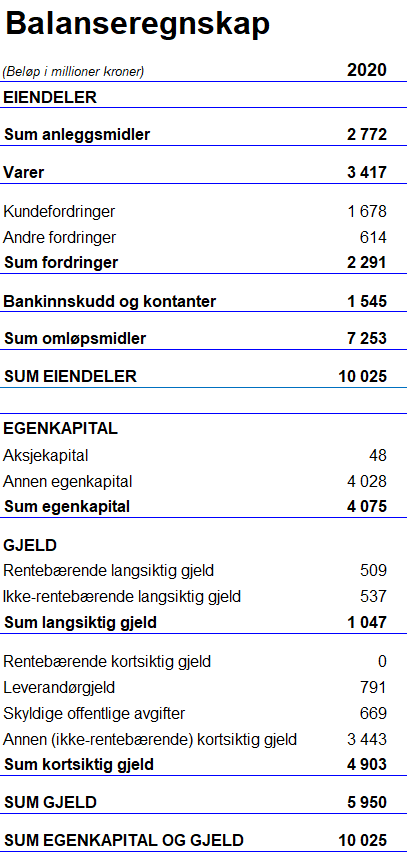 Balanseregnskap
(Beløp i millioner kroner) 2020
EIENDELER
Sum anleggsmidler 2 772
Varer 3 417
Kundefordringer 1 678
Andre fordringer 614
Sum fordringer 2 291
Bankinnskudd og kontanter 1 545
Sum omløpsmidler 7 253
SUM EIENDELER 10 025
EGENKAPITAL
Aksjekapital 48
Annen egenkapital 4 028
Sum egenkapital 4 075
GJELD
Rentebærende langsiktig gjeld 509
Ikke-rentebærende langsiktig gjeld 537
Sum langsiktig gjeld 1 047
Rentebærende kortsiktig gjeld 0
Leverandørgjeld 791
Skyldige offentlige avgifter 669
Annen (ikke-rentebærende) kortsiktig gjeld 3 443
Sum kortsiktig gjeld 4 903
SUM GJELD 5 950
SUM EGENKAPITAL OG GJELD 10 025